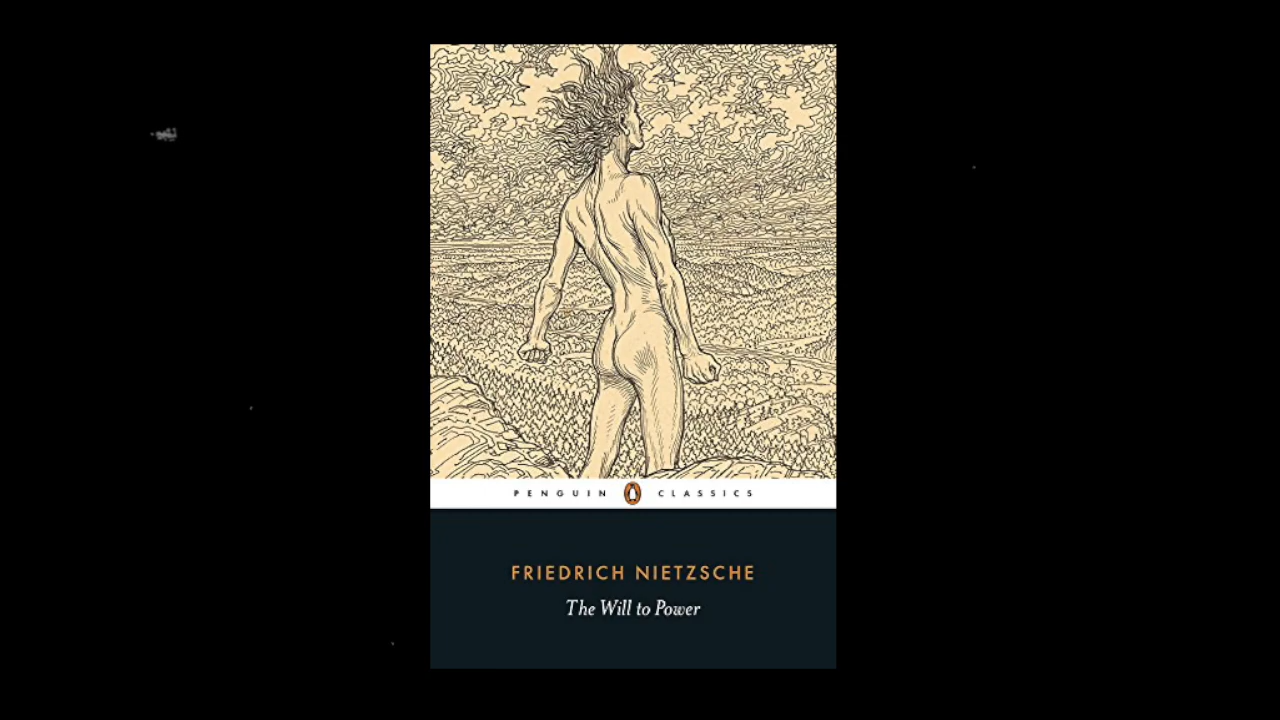 PENGUIN CLASSICS
FRIEDRICH NIETZSCHE
The Will to Power